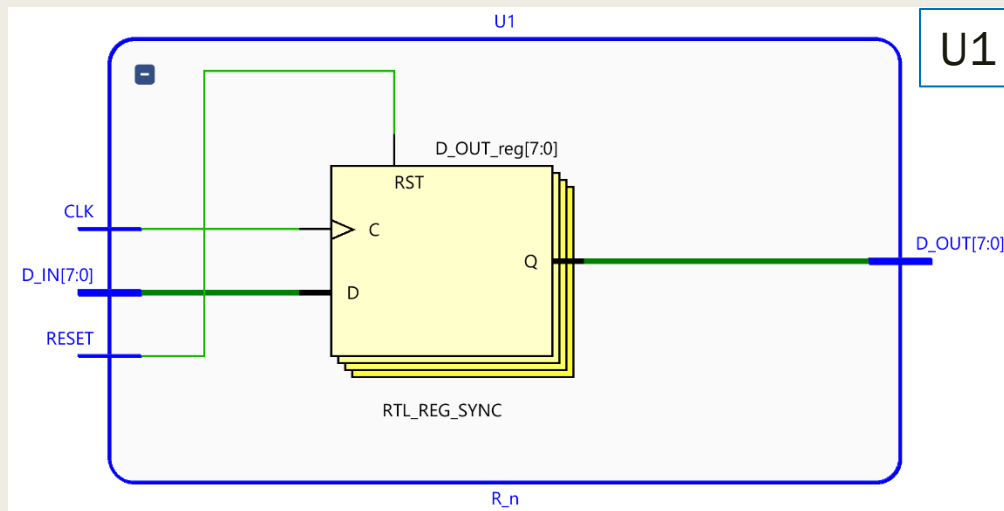 U1
U1
D_OUT_reg[7:0]
RST
CLK
C
D_OUT[7:0]
Q
D_IN[7:0]
D
RESET
RTL_REG_SYNC
R_n